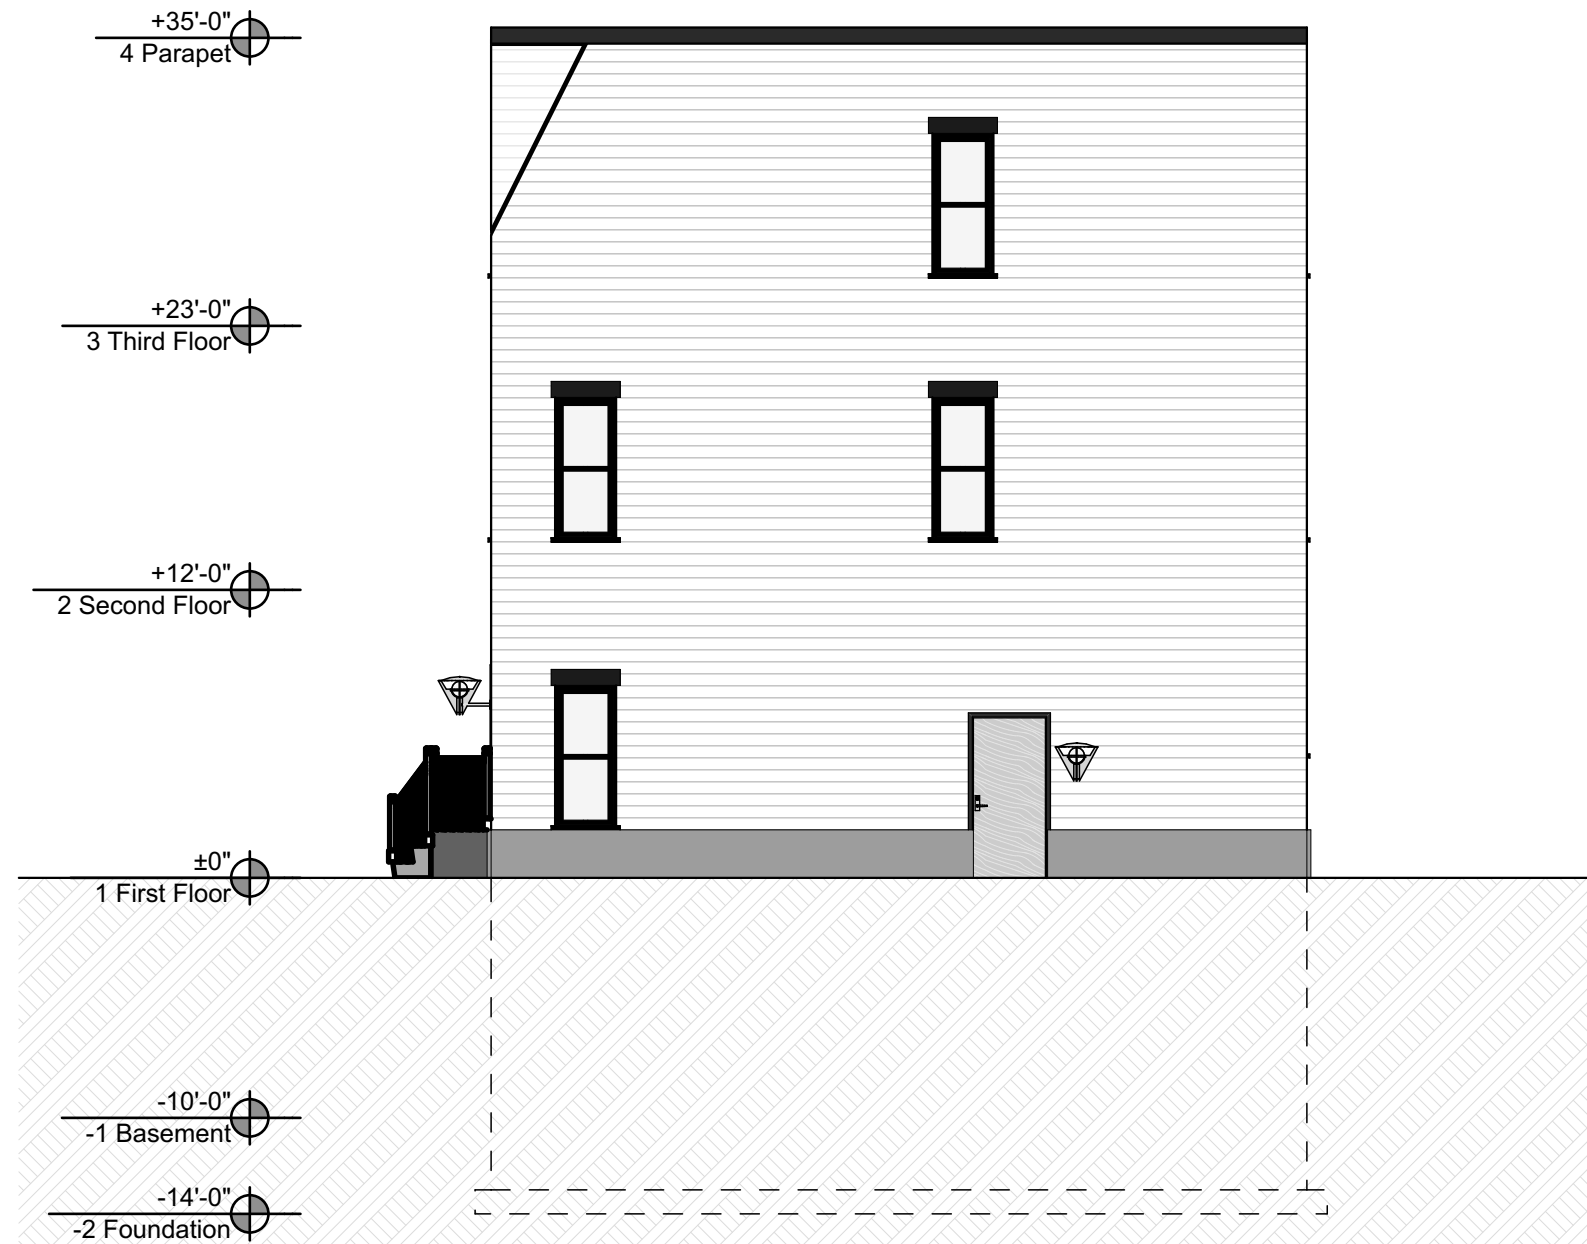 +35'-0"
4 Parapet
+23'-0"
3 Third Floor
+12'-0"
2 Second Floor
±0"
1 First Floor
-10'-0"
-1 Basement
-14'-0"
-2 Foundation